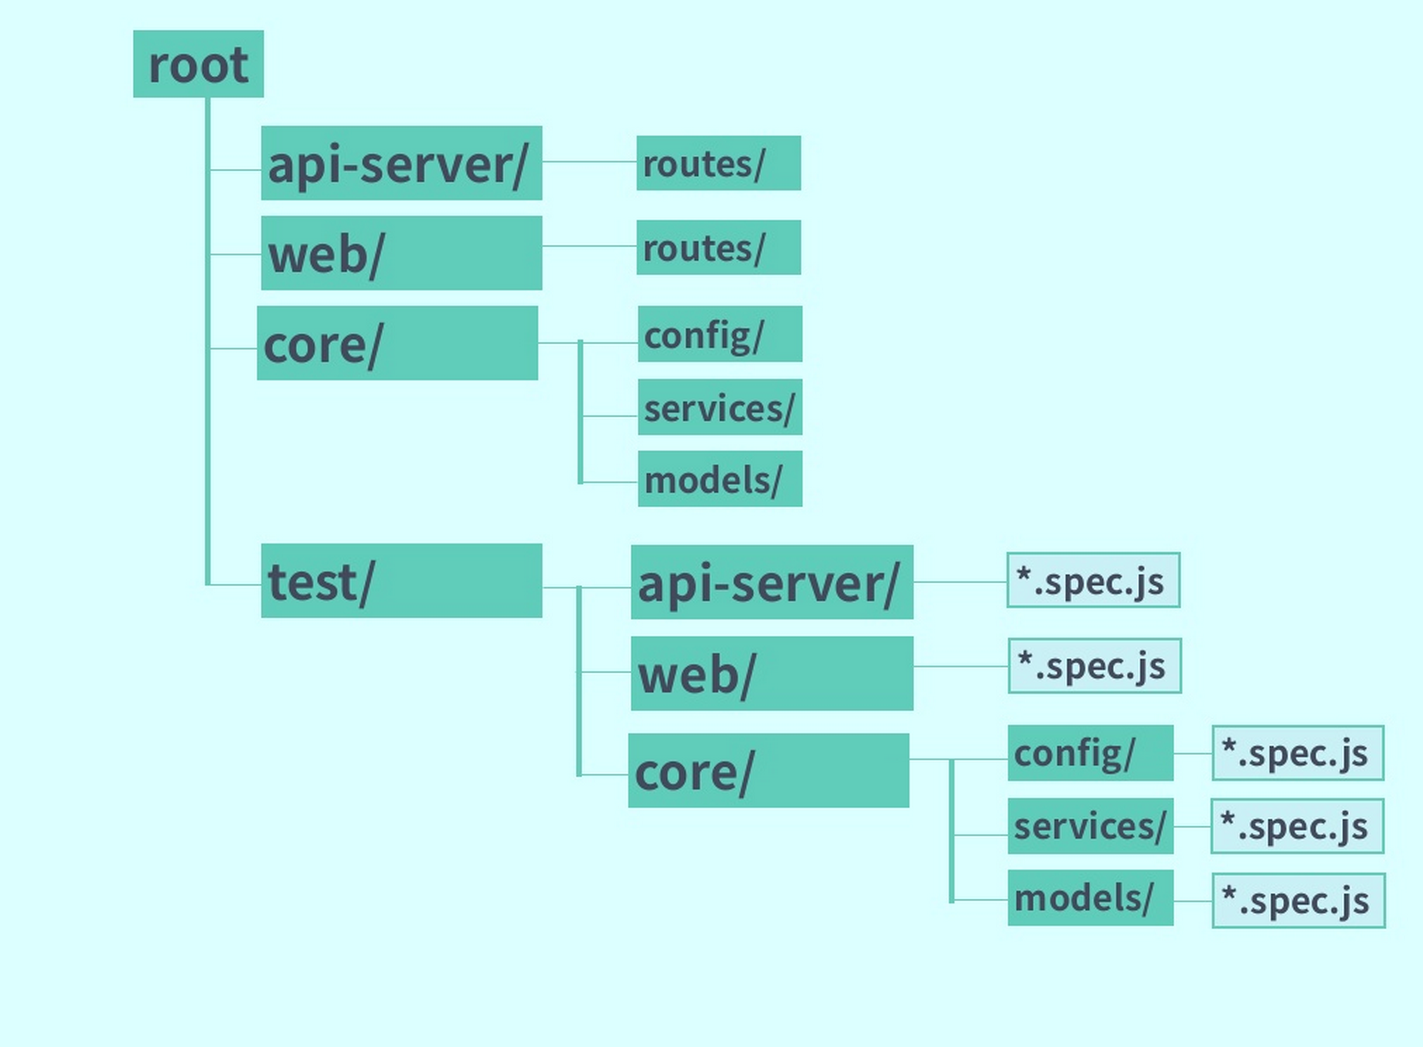 root
api-server/
routes/
web/
routes/
core/
config/
services/
models/
test/
api-server/
*.spec.js
web/
*.spec.js
core/
config/
*.spec.js
services/
*.spec.js
models/
*.spec.js